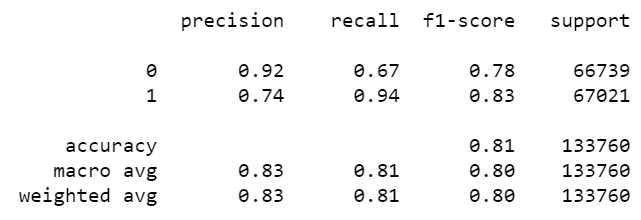 precision recall f1-score support
0 0.92 0.67 0.78 66739
1 0.74 0.94 0.83 67021
accuracy 0.81 133760
macro avg 0.83 0.81 0.80 133760
weighted avg 0.83 0.81 0.80 133760